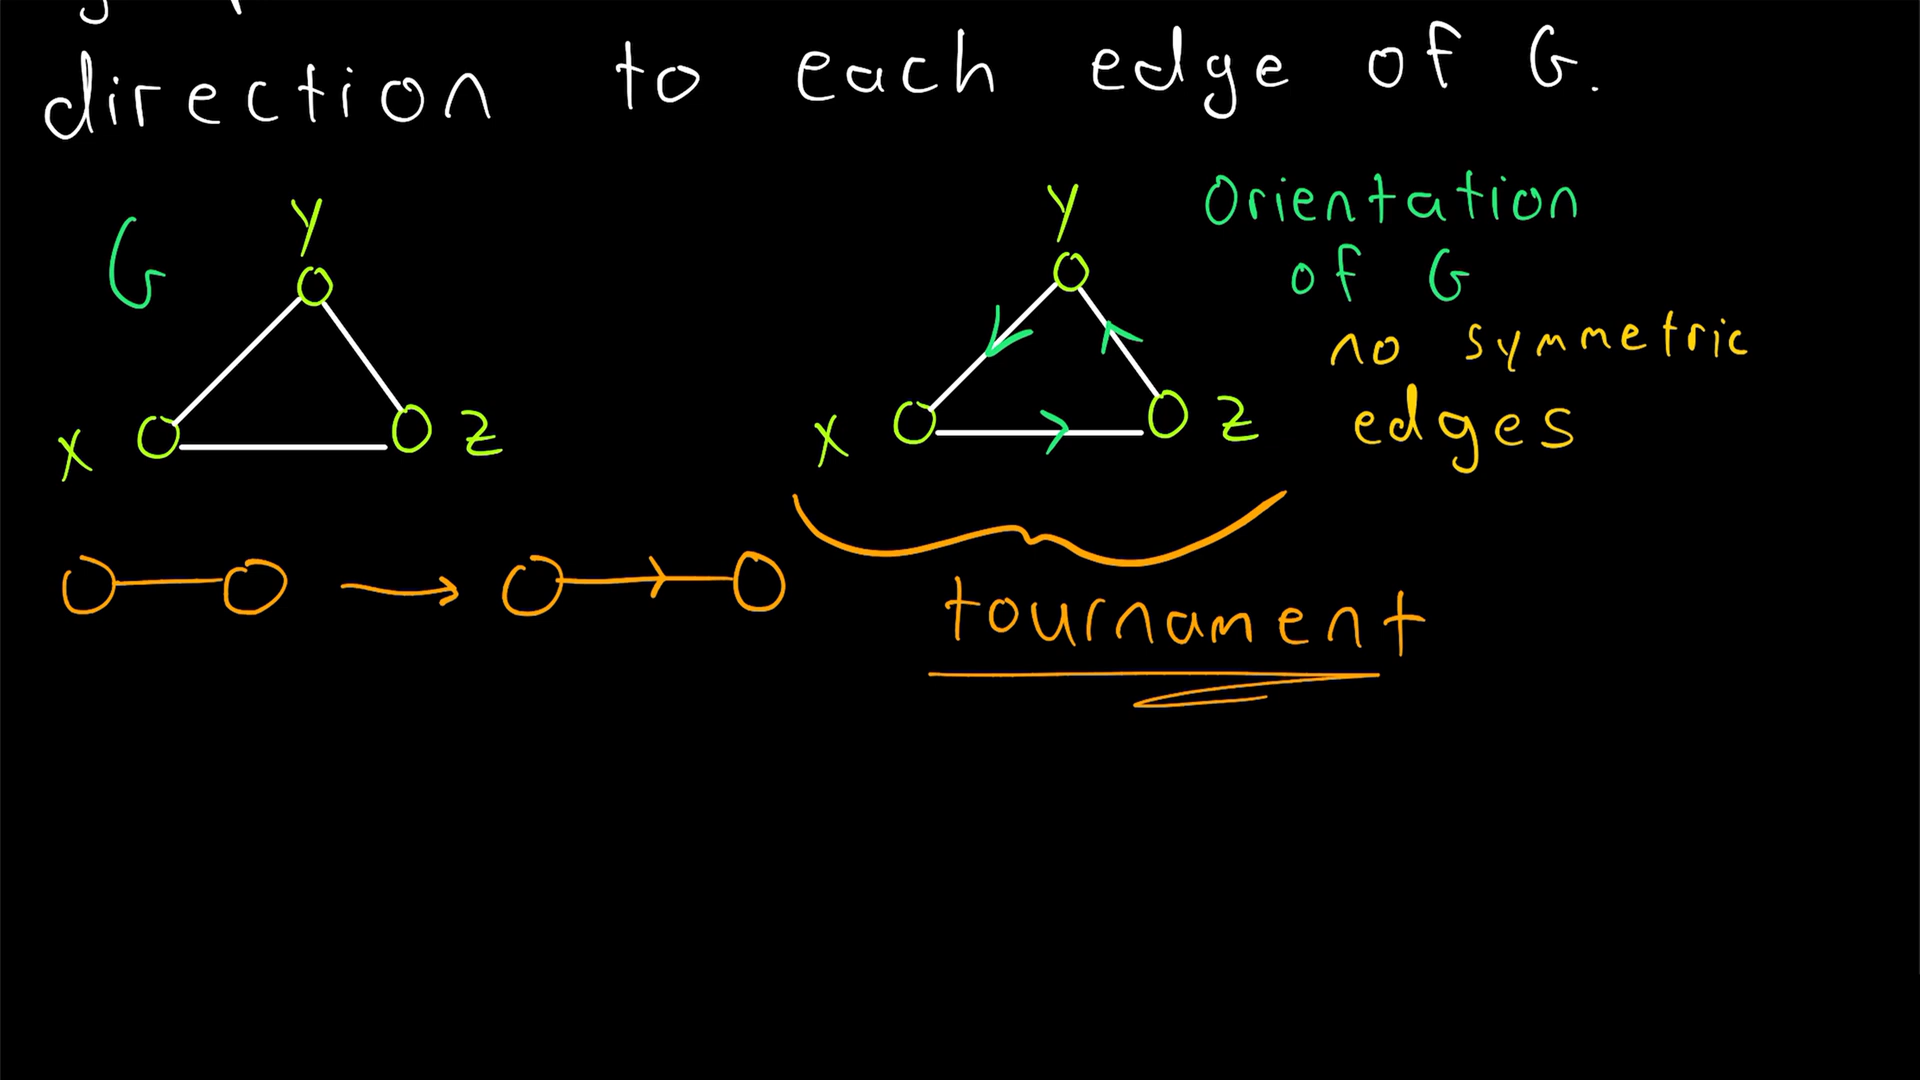 direction to each edge of G.
G
y
x
z
y
x
z
Orientation
of G
no symmetric
edges
tournament